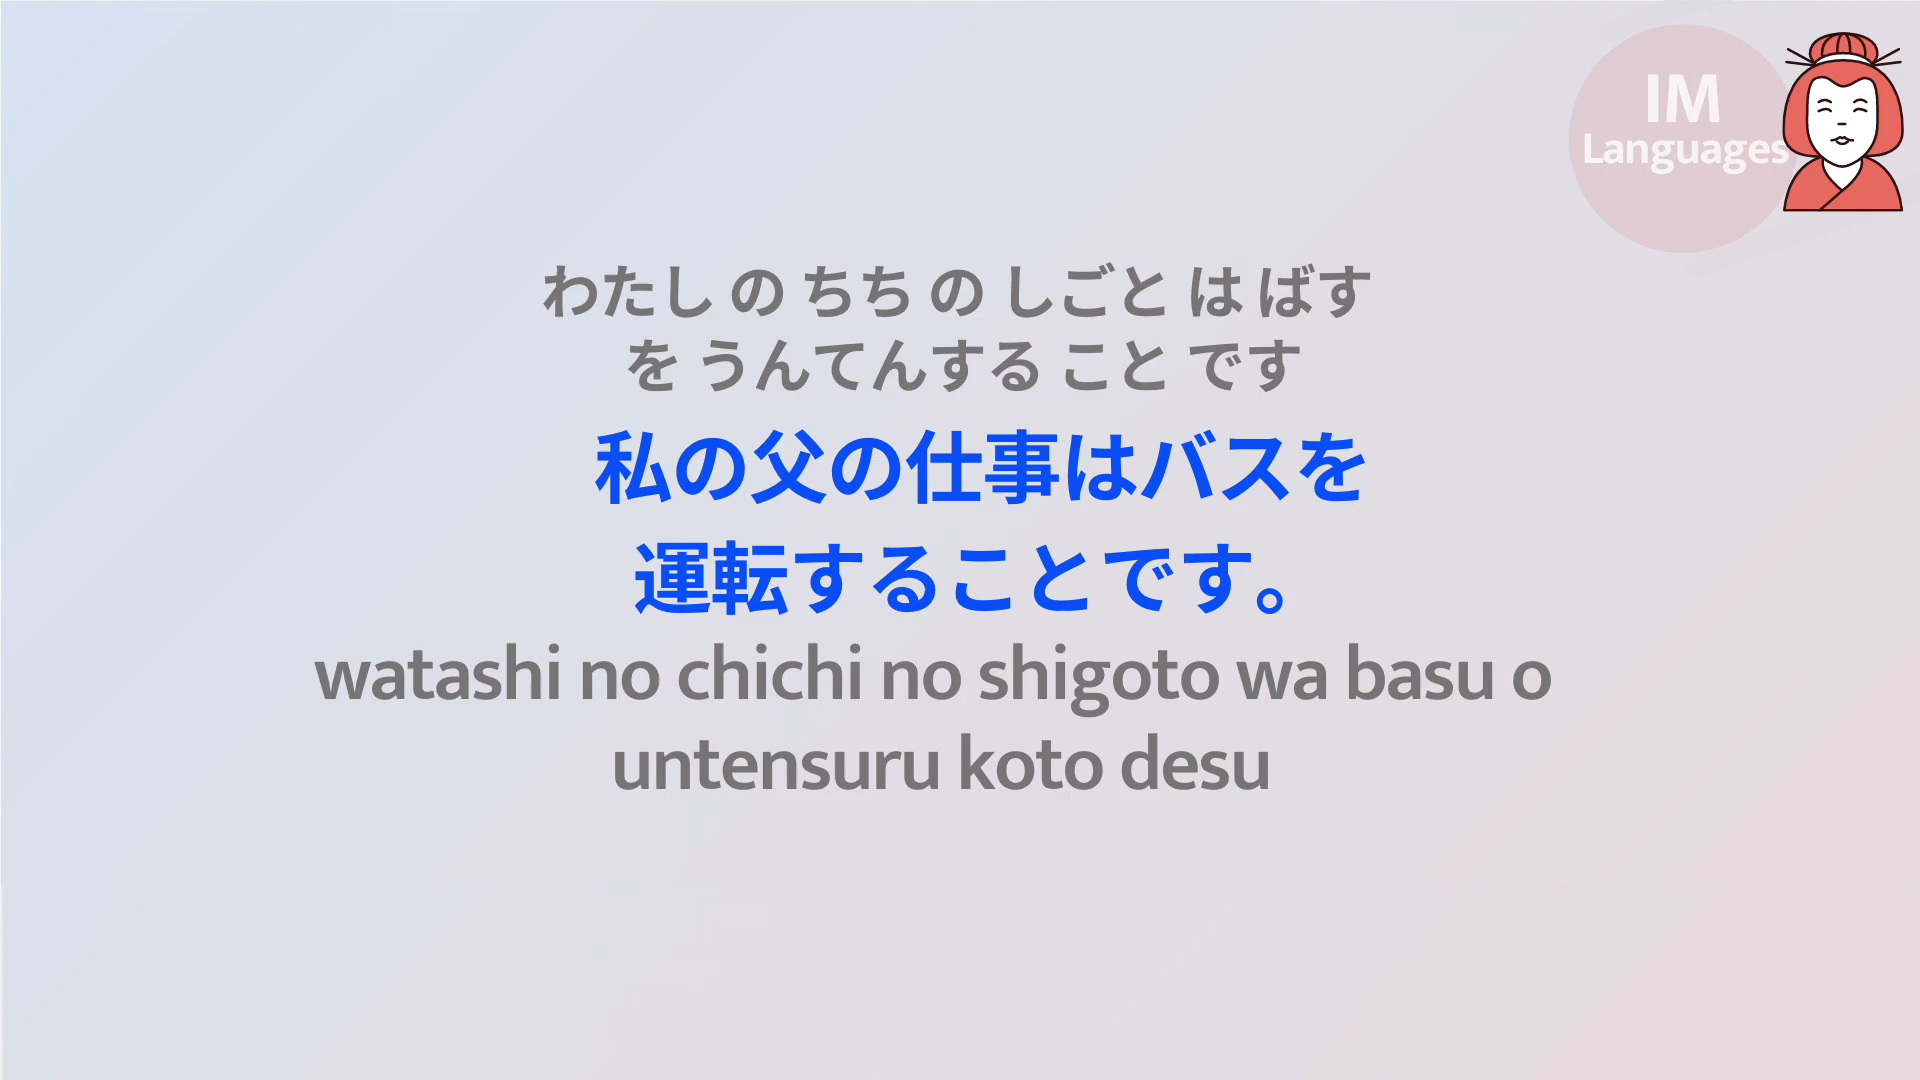 IM
Languages
わたし の ちち の しごと は ばす
を うんてんする こと です
私の父の仕事はバスを
運転することです。
watashi no chichi no shigoto wa basu o
untensuru koto desu